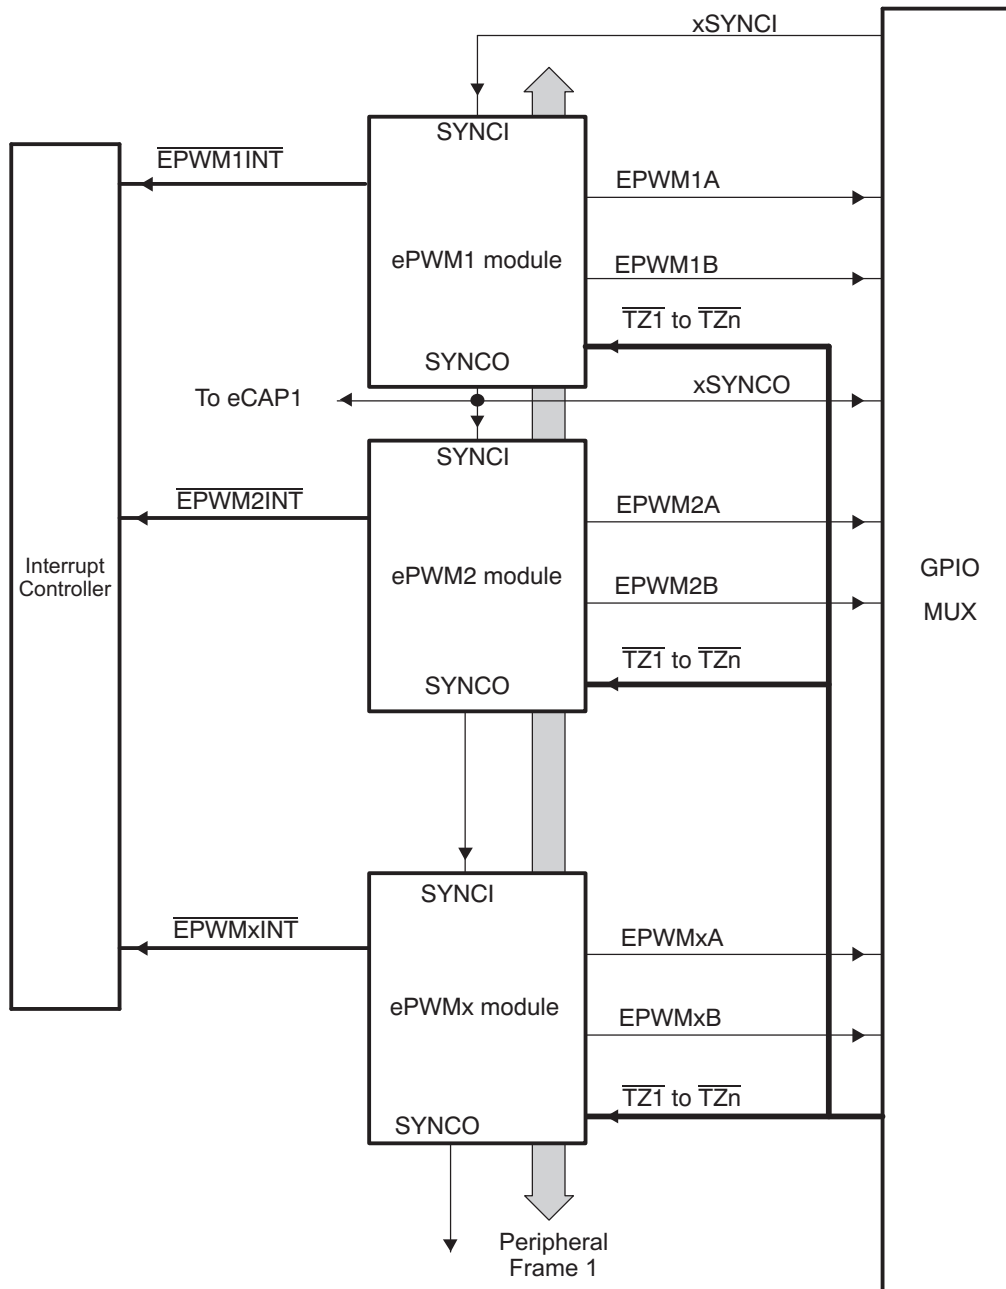 xSYNCI
SYNCI
EPWM1INT
EPWM1A
ePWM1 module
EPWM1B
TZ1 to TZn
SYNCO
To eCAP1
xSYNCO
SYNCI
EPWM2INT
EPWM2A
Interrupt
Controller
ePWM2 module
EPWM2B
GPIO
MUX
TZ1 to TZn
SYNCO
SYNCI
EPWMxINT
EPWMxA
ePWMx module
EPWMxB
TZ1 to TZn
SYNCO
Peripheral
Frame 1